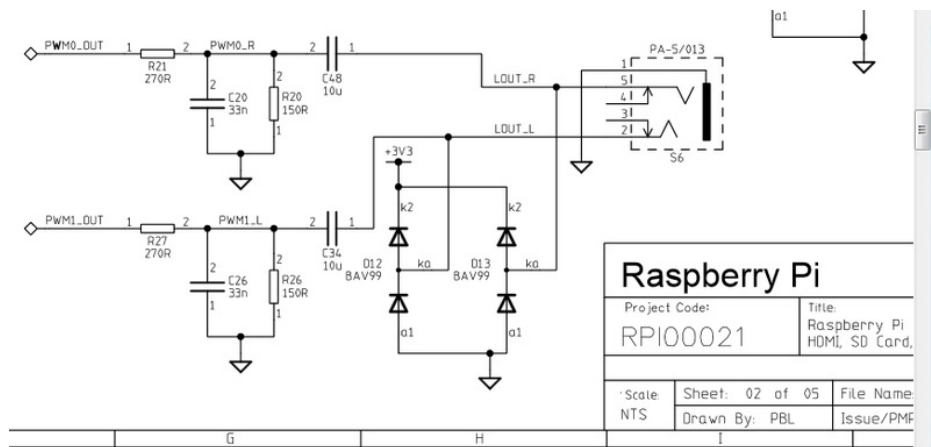 a1
PWM0_OUT 1 2 PWM0_R 2 1
R21
270R
C48
10u
2
C20
33n
1
R20
150R
PA-5/013
1
5
4
3
2
S6
LOUT_R
LOUT_L
+3V3
PWM1_OUT 1 2 PWM1_L 2 1
R27
270R
C34
10u
2
C26
33n
1
2
R26
150R
1
k2 k2
D12
BAV99
ka
D13
BAV99
ka
a1 a1
Raspberry Pi
Project Code:
RPI00021
Title:
Raspberry Pi
HDMI, SD Card,
Scale:
NTS
Sheet: 02 of 05
File Name
Drawn By: PBL
Issue/PMF
G H I